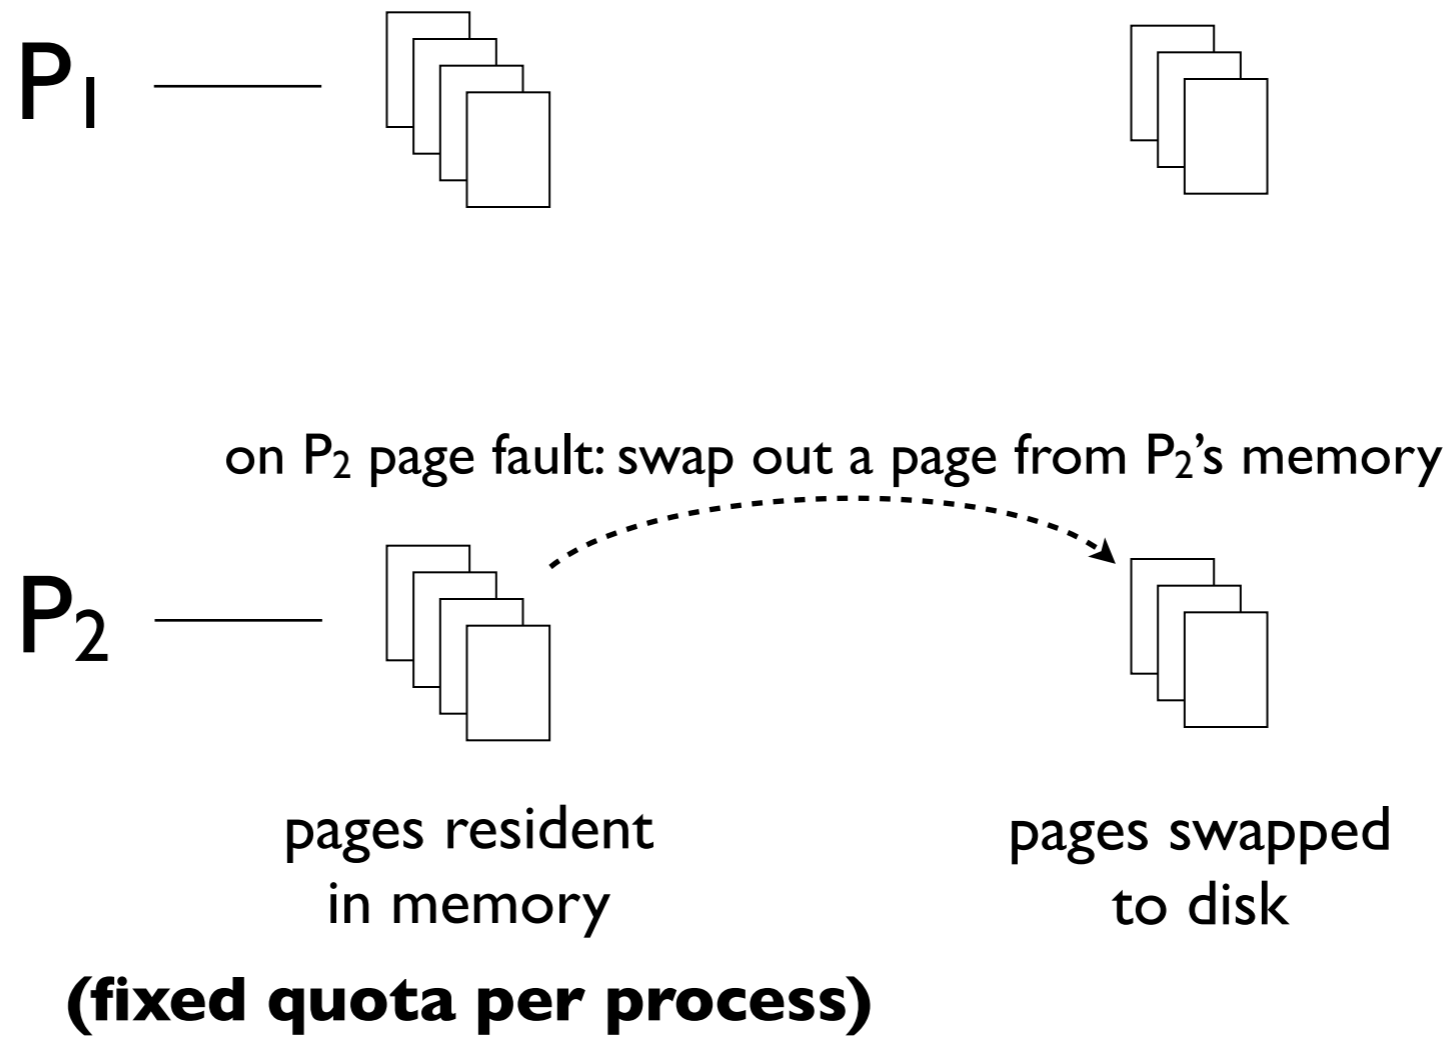 P₁
on P₂ page fault: swap out a page from P₂’s memory
P₂
pages resident
in memory
(fixed quota per process)
pages swapped
to disk